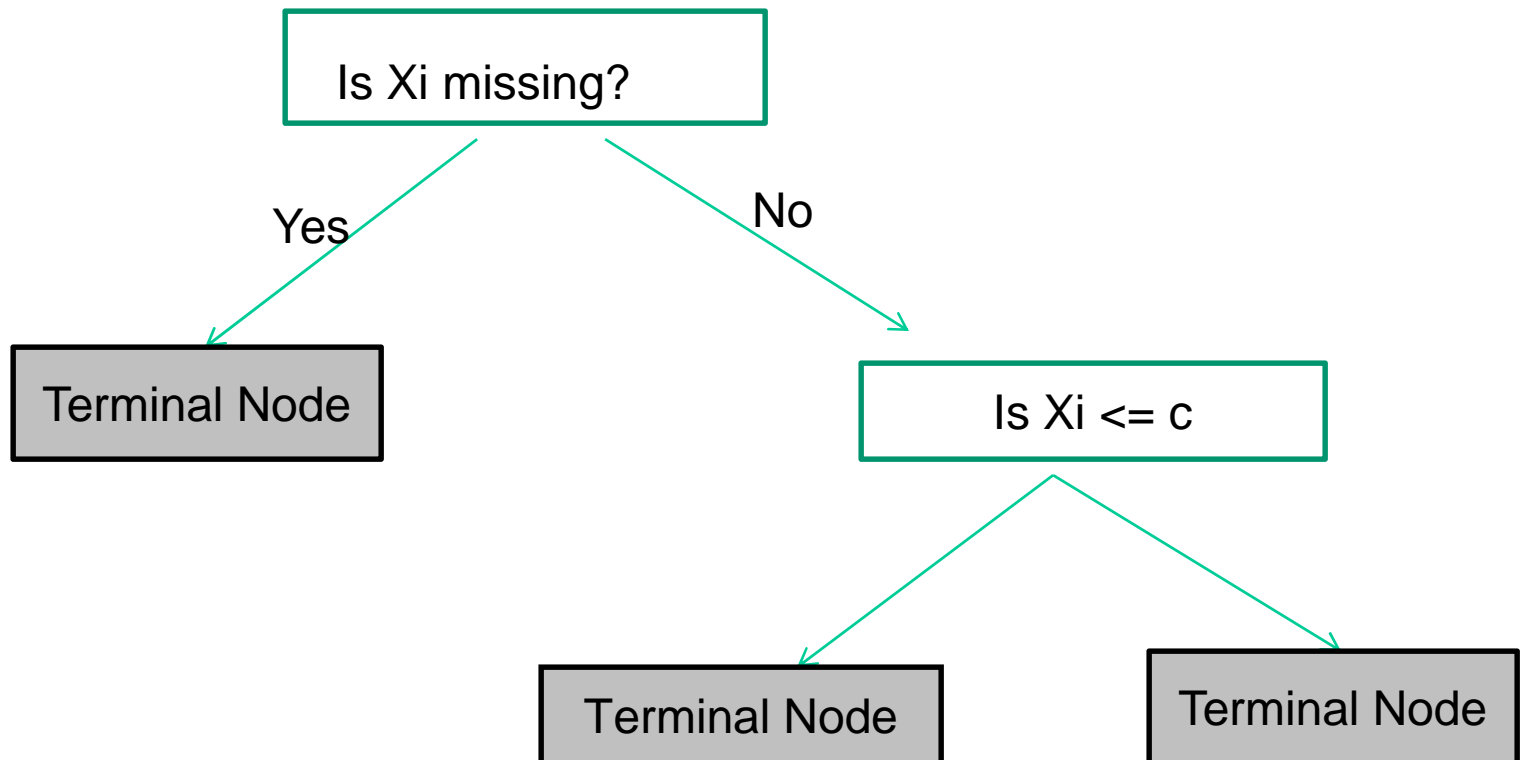 Is Xi missing?
Yes
No
Terminal Node
Is Xi <= c
Terminal Node
Terminal Node